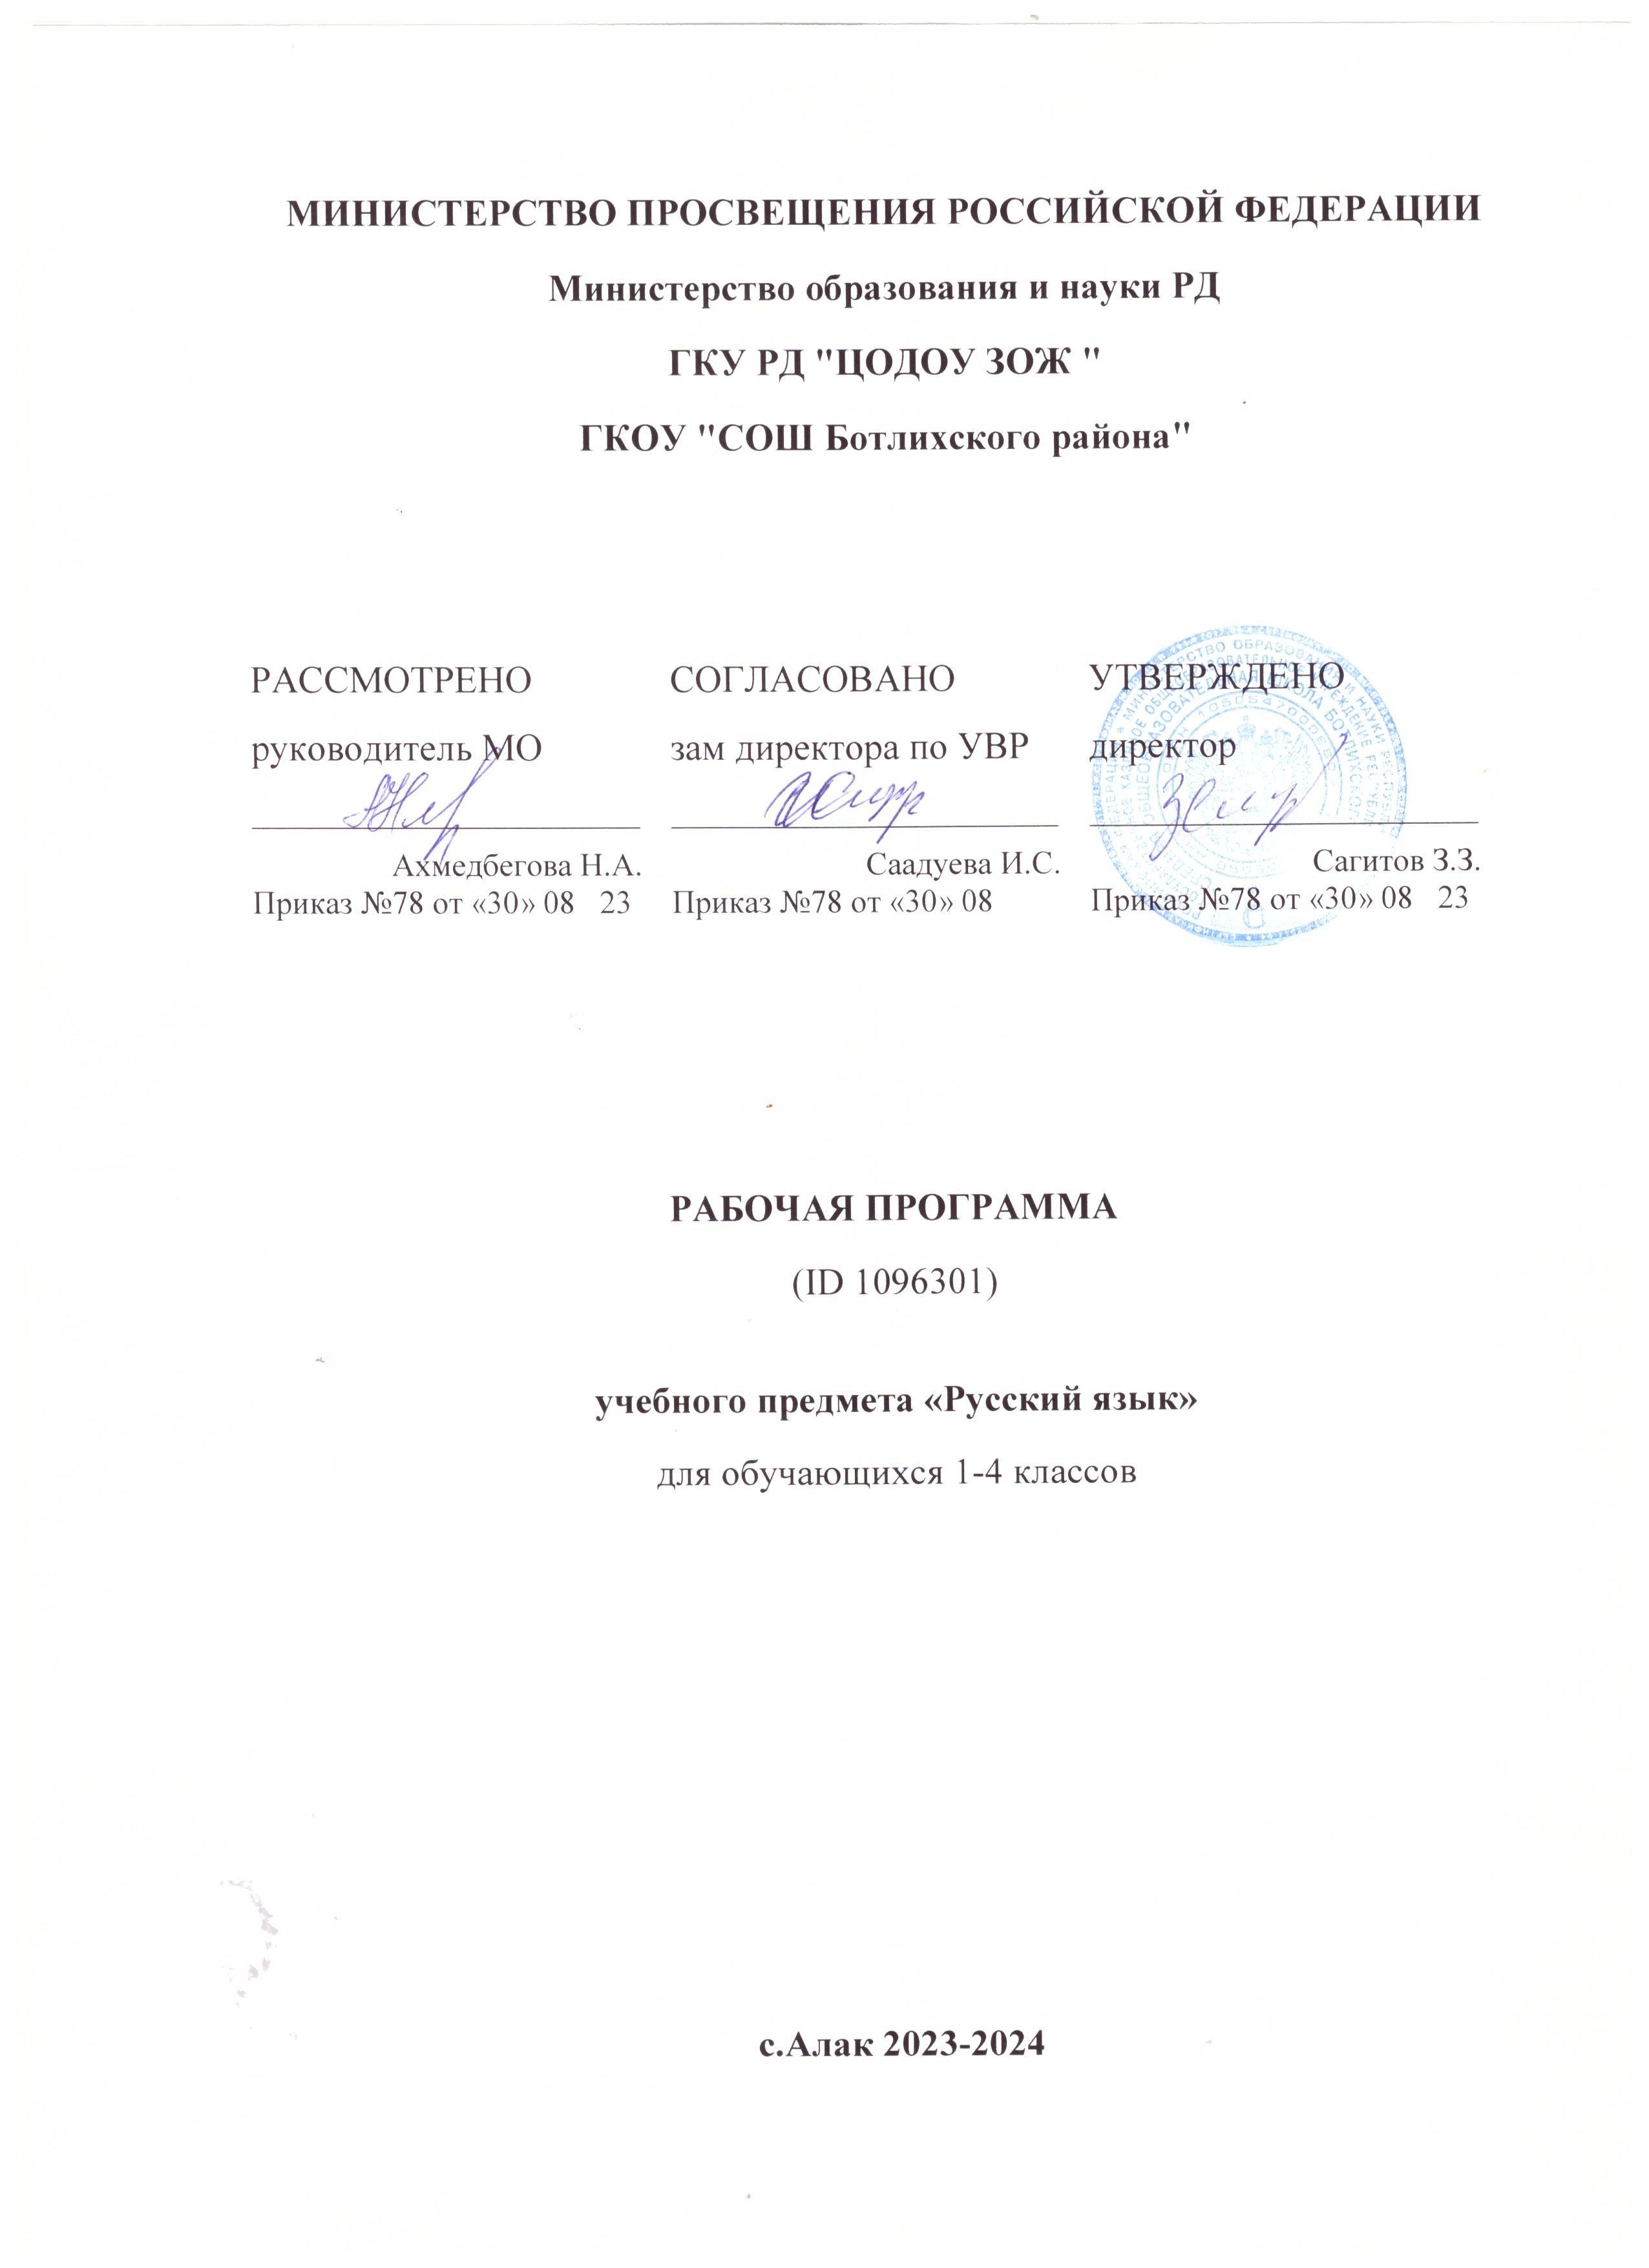 МИНИСТЕРСТВО ПРОСВЕЩЕНИЯ РОССИЙСКОЙ ФЕДЕРАЦИИ
Министерство образования и науки РД
ГКУ РД "ЦОДОУ ЗОЖ "
ГКОУ "СОШ Ботлихского района"
РАССМОТРЕНО
руководитель МО
Ахмедбегова Н.А.
Приказ №78 от «30» 08 23
СОГЛАСОВАНО
зам директора по УВР
Саадуева И.С.
Приказ №78 от «30» 08
УТВЕРЖДЕНО
директор
Сагитов З.З.
Приказ №78 от «30» 08 23
РАБОЧАЯ ПРОГРАММА
(ID 1096301)
учебного предмета «Русский язык»
для обучающихся 1-4 классов
с.Алак 2023-2024